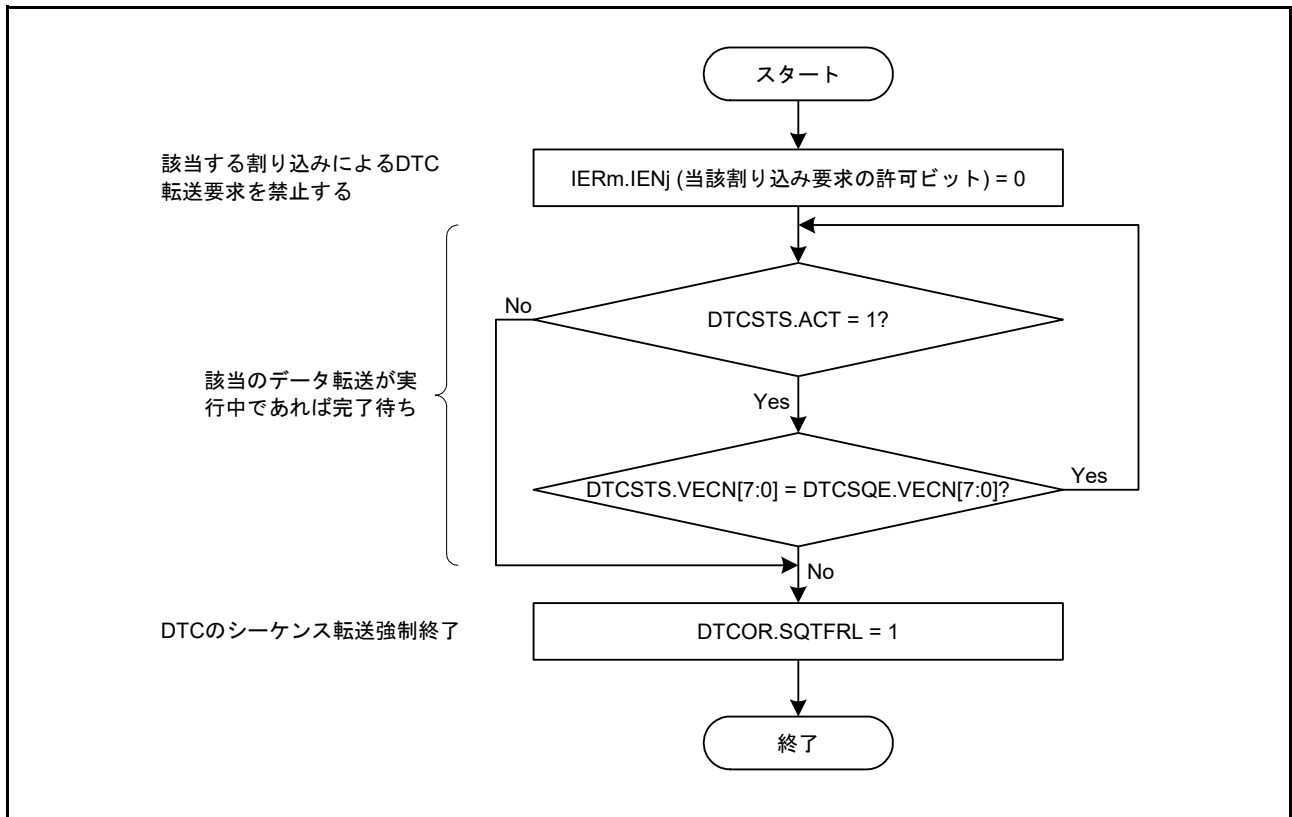 スタート
該当する割り込みによるDTC
転送要求を禁止する
IERm.IENj (当該割り込み要求の許可ビット) = 0
DTCSTS.ACT = 1?
No
Yes
該当のデータ転送が実
行中であれば完了待ち
DTCSTS.VECN[7:0] = DTCSQE.VECN[7:0]?
Yes
No
DTCのシーケンス転送強制終了
DTCOR.SQTFRL = 1
終了